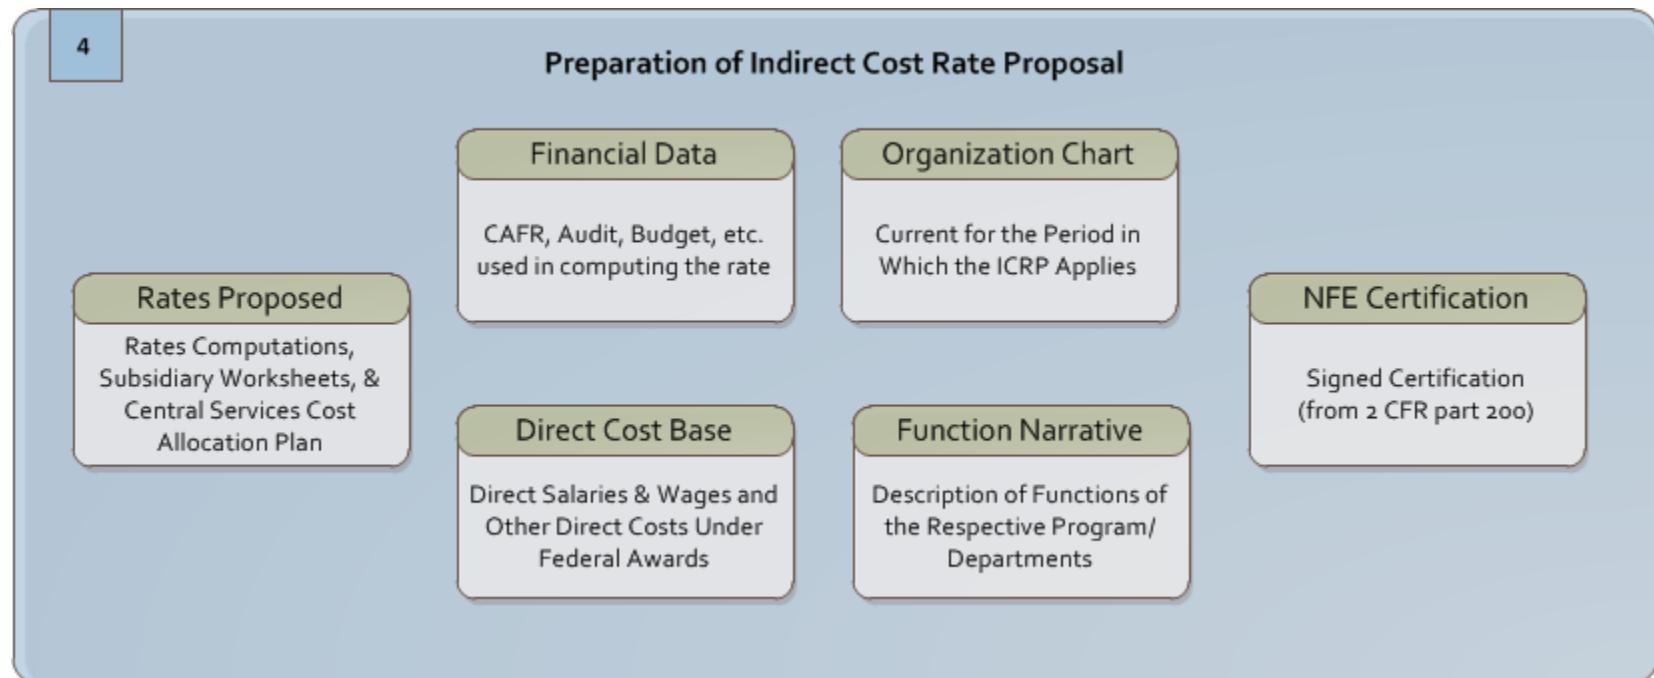 4
Preparation of Indirect Cost Rate Proposal
Rates Proposed
Rates Computations,
Subsidiary Worksheets, &
Central Services Cost
Allocation Plan
Financial Data
CAFR, Audit, Budget, etc.
used in computing the rate
Direct Cost Base
Direct Salaries & Wages and
Other Direct Costs Under
Federal Awards
Organization Chart
Current for the Period in
Which the ICRP Applies
Function Narrative
Description of Functions of
the Respective Program/
Departments
NFE Certification
Signed Certification
(from 2 CFR part 200)